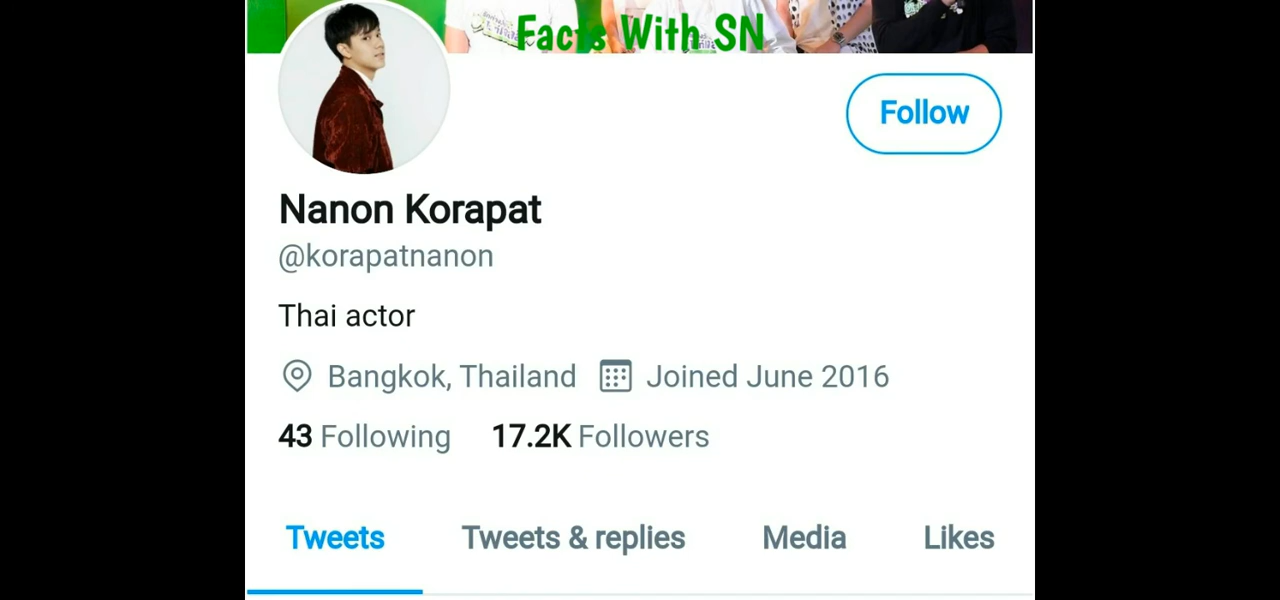 Facts With SN
Follow
Nanon Korapat
@korapatnanon
Thai actor
Bangkok, Thailand Joined June 2016
43 Following 17.2K Followers
Tweets Tweets & replies Media Likes